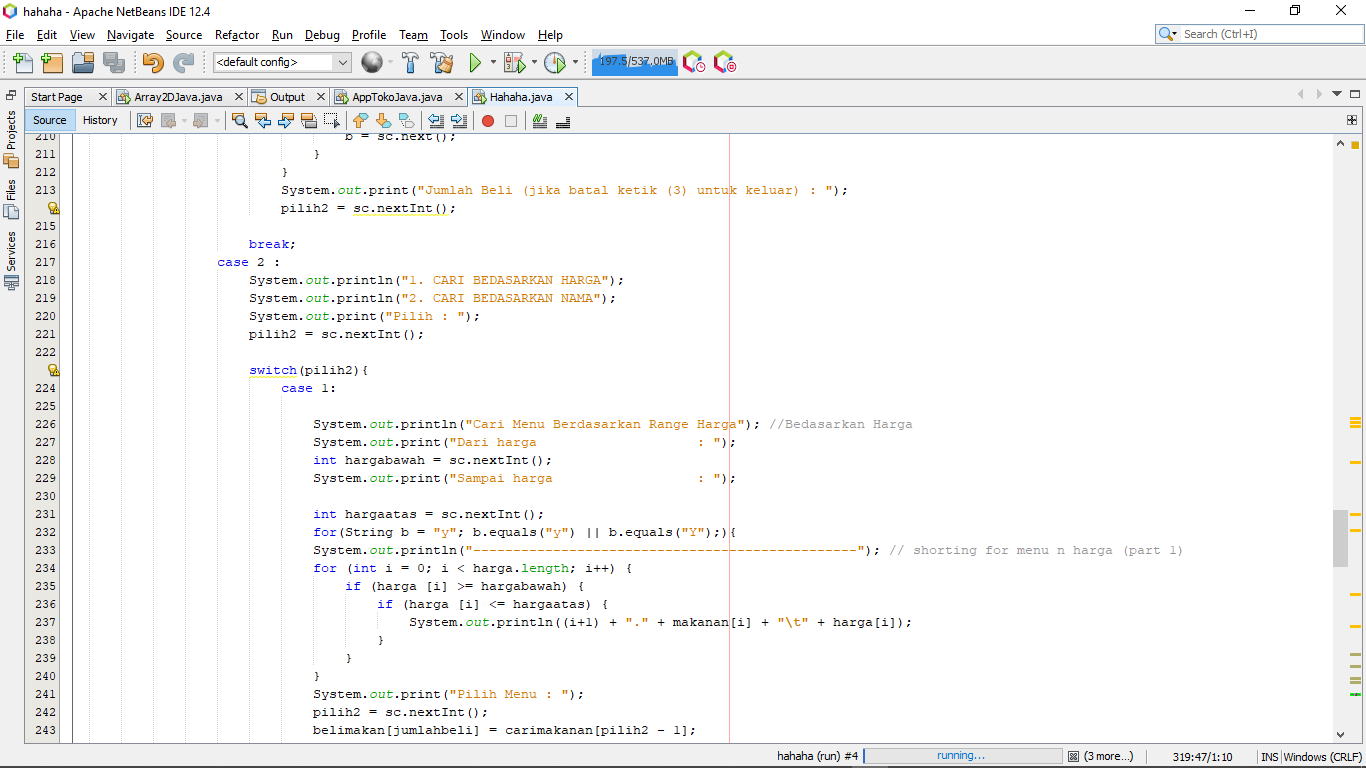 hahaha - Apache NetBeans IDE 12.4
File Edit View Navigate Source Refactor Run Debug Profile Team Tools Window Help
Search (Ctrl+I)
<default config>
197.5/537.0MB
Start Page Array2DJava.java Output AppTokoJava.java Hahaha.java
Source History
Projects
Files
Services
210 b = sc.next();
211 }
212 }
213 System.out.print("Jumlah Beli (jika batal ketik (3) untuk keluar) : ");
pilih2 = sc.nextInt();
215
216 break;
217 case 2 :
218 System.out.println("1. CARI BEDASARKAN HARGA");
219 System.out.println("2. CARI BEDASARKAN NAMA");
220 System.out.print("Pilih : ");
221 pilih2 = sc.nextInt();
222
switch(pilih2){
224 case 1:
225
226 System.out.println("Cari Menu Berdasarkan Range Harga"); //Bedasarkan Harga
227 System.out.print("Dari harga                    : ");
228 int hargabawah = sc.nextInt();
229 System.out.print("Sampai harga                  : ");
230
231 int hargaatas = sc.nextInt();
232 for(String b = "y"; b.equals("y") || b.equals("Y");){
233 System.out.println("------------------------------------------------"); // shorting for menu n harga (part 1)
234 for (int i = 0; i < harga.length; i++) {
235 if (harga [i] >= hargabawah) {
236 if (harga [i] <= hargaatas) {
237 System.out.println((i+1) + "." + makanan[i] + "\t" + harga[i]);
238 }
239 }
240 }
241 System.out.print("Pilih Menu : ");
242 pilih2 = sc.nextInt();
243 belimakan[jumlahbeli] = carimakanan[pilih2 - 1];
hahaha (run) #4 running... (3 more...) 319:47/1:10 INS Windows (CRLF)